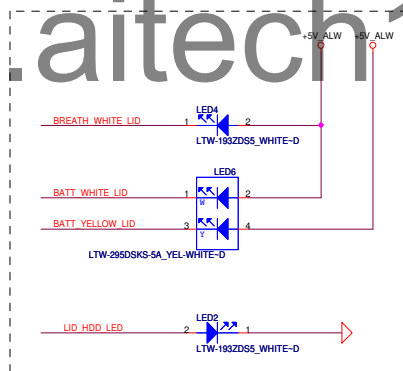 .aitech1
+5V_ALW
+5V_ALW
LED4
BREATH_WHITE_LID
1
2
LTW-193ZDS5_WHITE~D
LED6
BATT_WHITE_LID
1
W
2
BATT_YELLOW_LID
3
Y
4
LTW-295DSKS-5A_YEL-WHITE~D
LED2
LID_HDD_LED
2
1
LTW-193ZDS5_WHITE~D